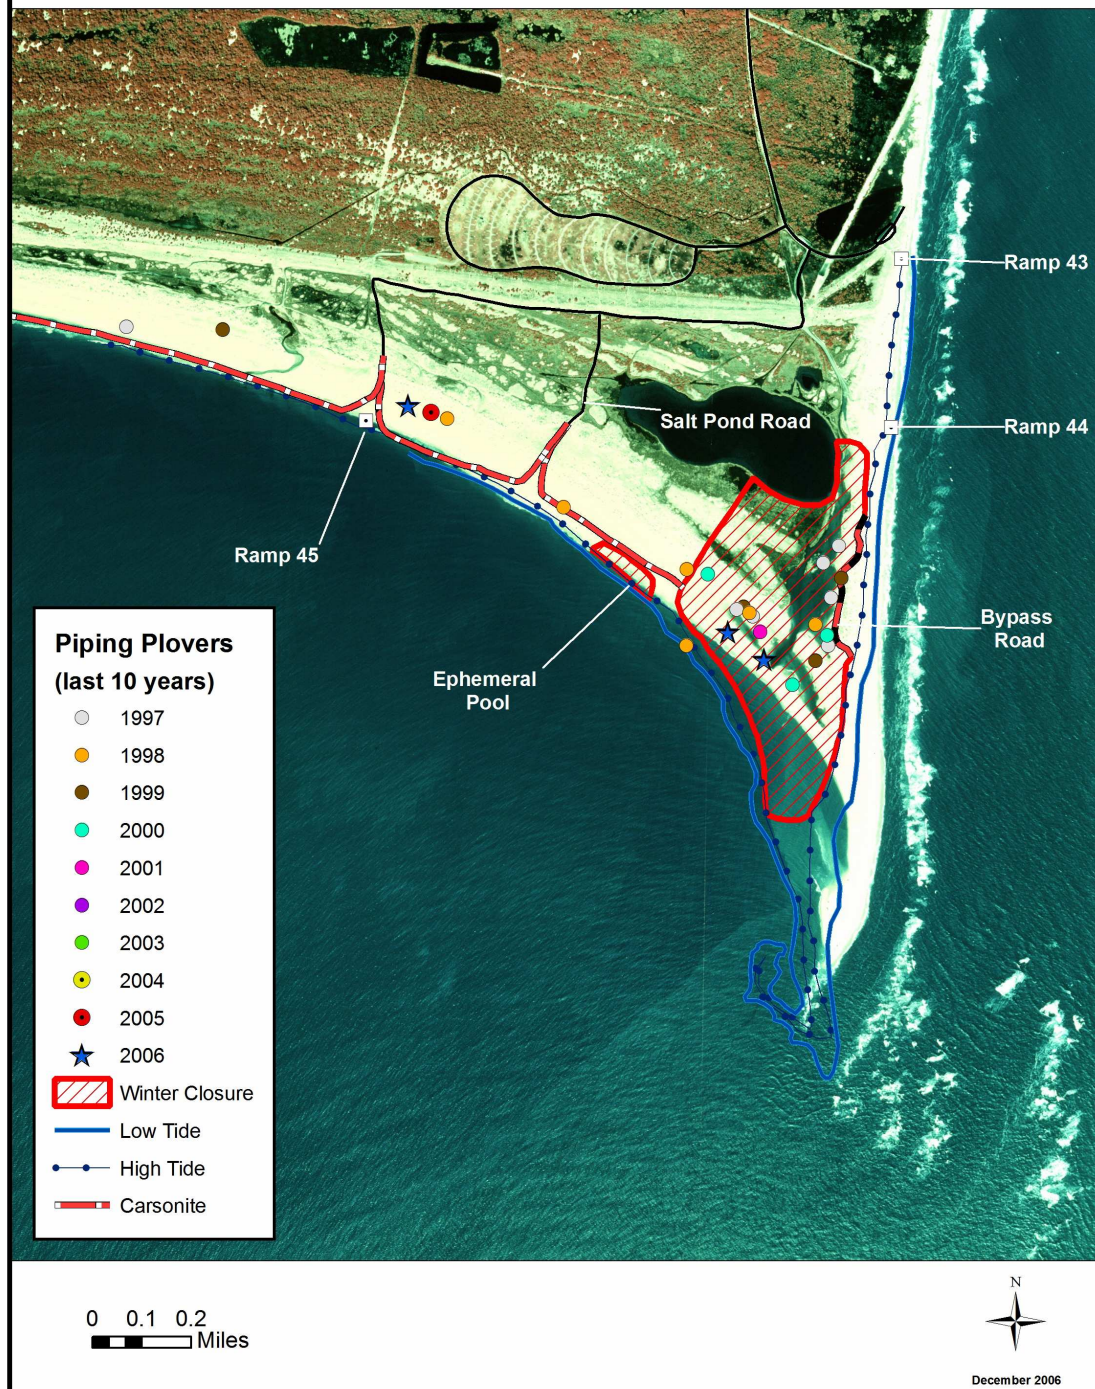 Ramp 43
Salt Pond Road
Ramp 44
Ramp 45
Bypass
Road
Ephemeral
Pool
Piping Plovers
(last 10 years)
1997
1998
1999
2000
2001
2002
2003
2004
2005
2006
Winter Closure
Low Tide
High Tide
Carsonite
0 0.1 0.2
Miles
N
December 2006